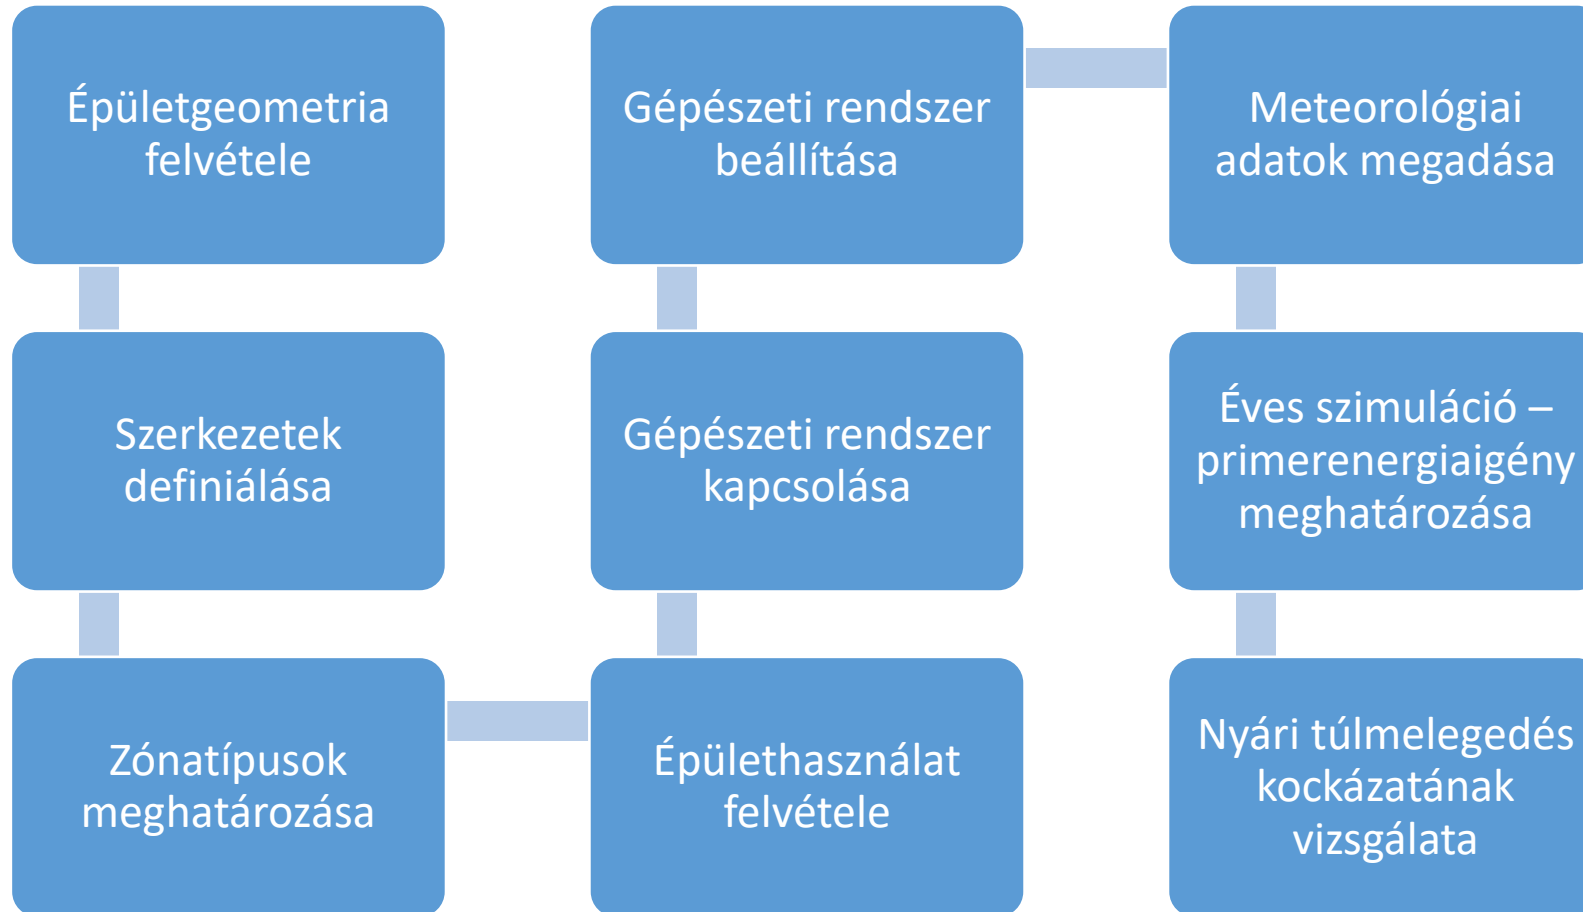 Épületgeometria
felvétele
Szerkezetek
definiálása
Zónatípusok
meghatározása
Épülethasználat
felvétele
Gépészeti rendszer
kapcsolása
Gépészeti rendszer
beállítása
Meteorológiai
adatok megadása
Éves szimuláció –
primerenergiaigény
meghatározása
Nyári túlmelegedés
kockázatának
vizsgálata